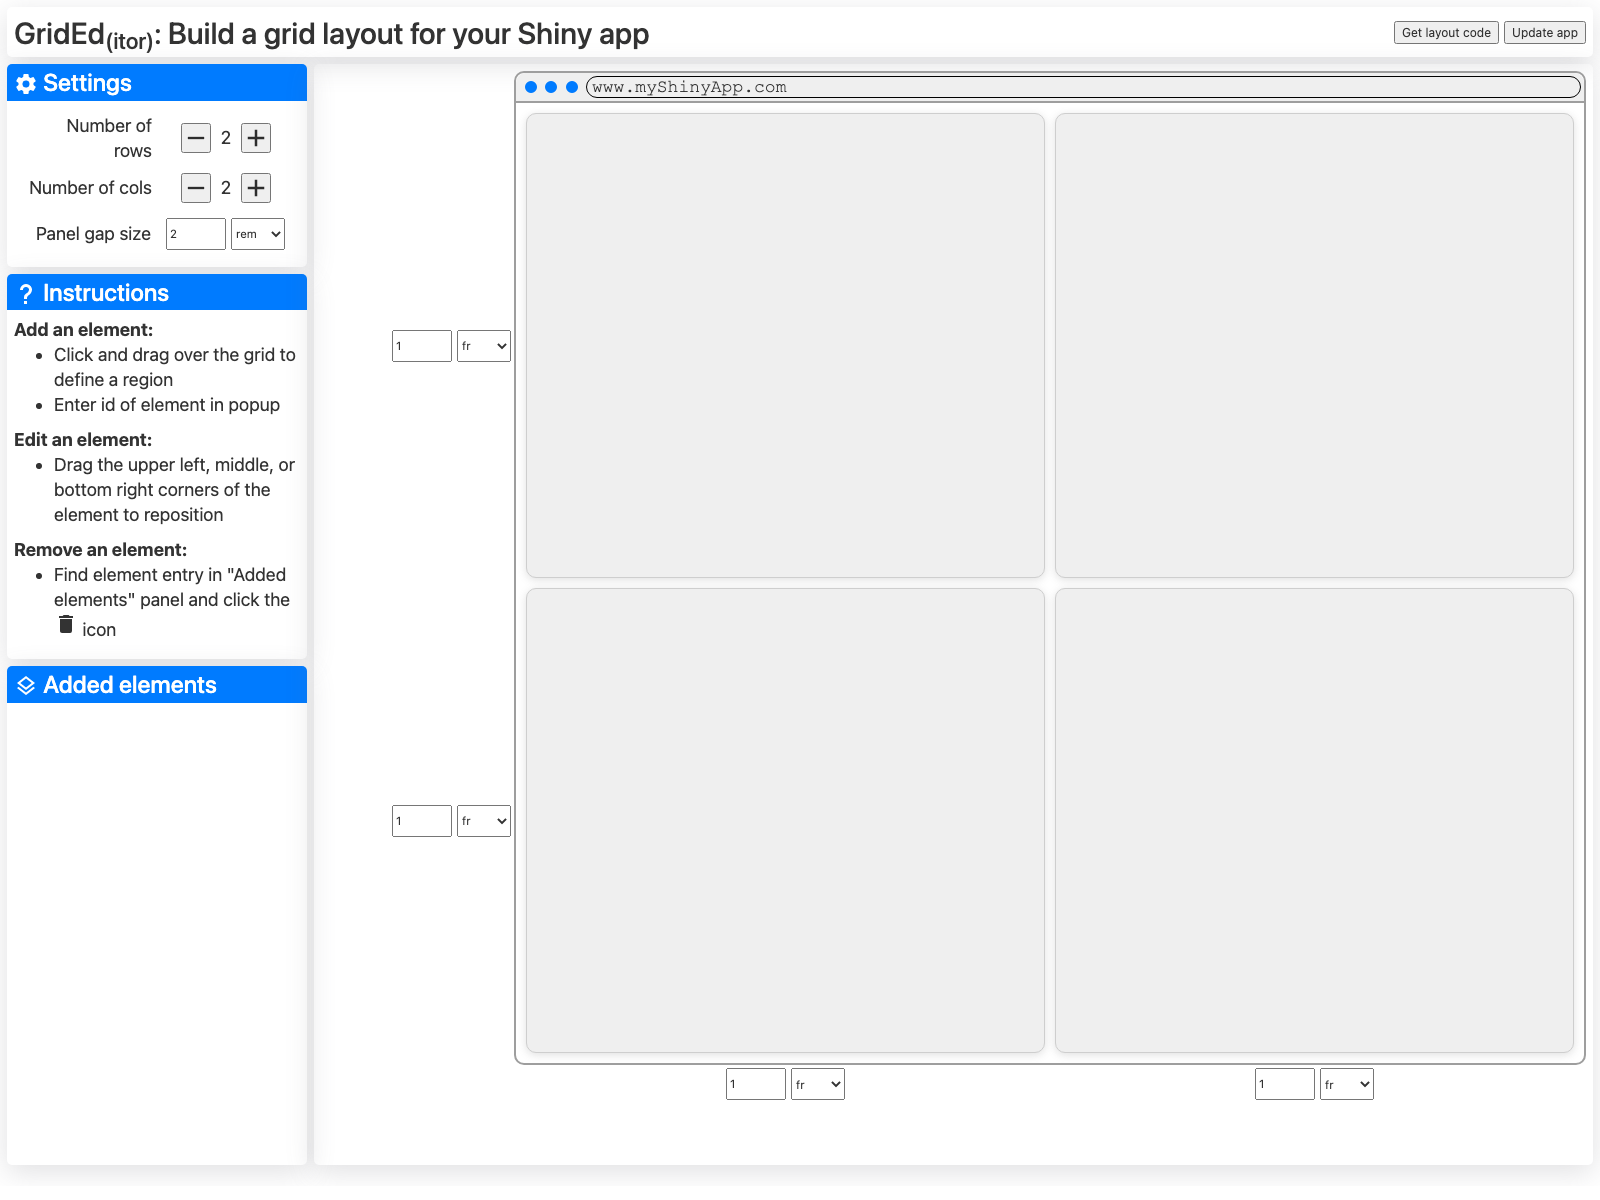 GridEd(itor): Build a grid layout for your Shiny app
Get layout code
Update app
Settings
Number of
rows
2
Number of cols
2
Panel gap size
2
rem
Instructions
Add an element:
• Click and drag over the grid to
define a region
• Enter id of element in popup
Edit an element:
• Drag the upper left, middle, or
bottom right corners of the
element to reposition
Remove an element:
• Find element entry in "Added
elements" panel and click the
icon
Added elements
www.myShinyApp.com
1
fr
1
fr
1
fr
1
fr